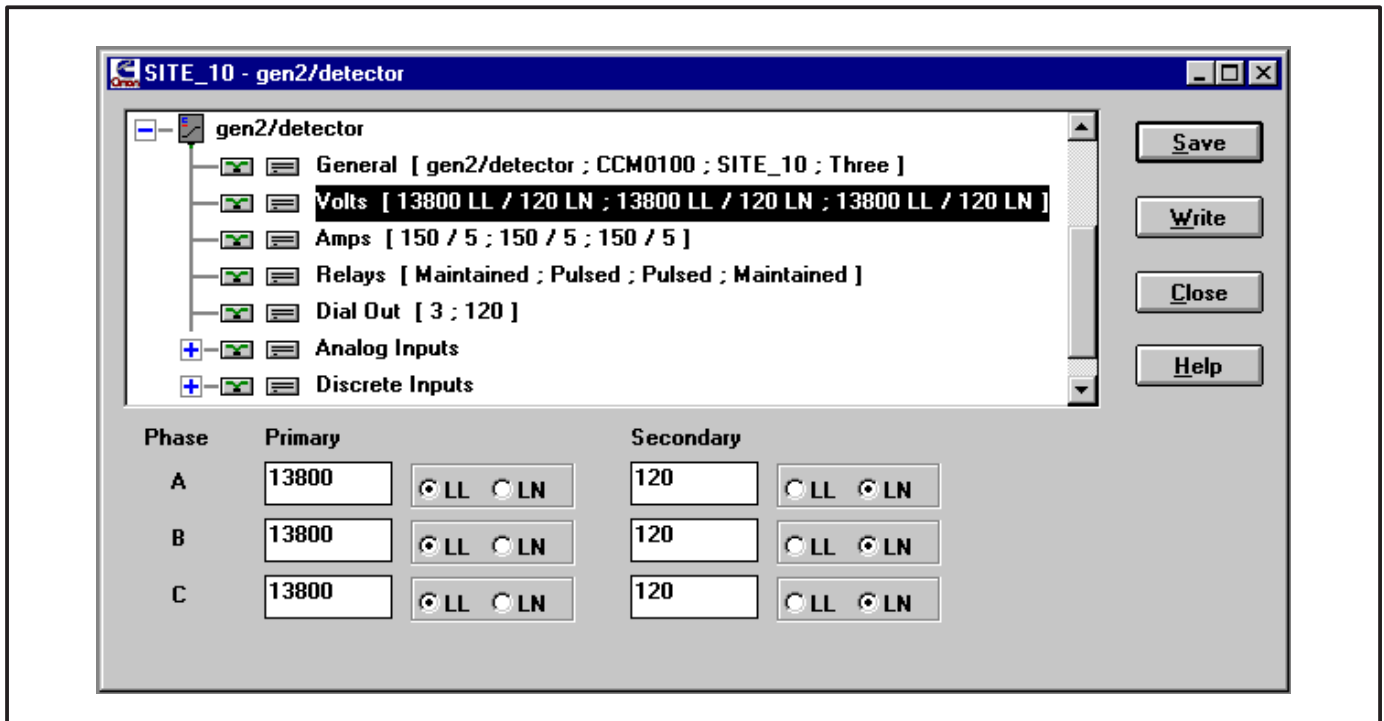 SITE_10 - gen2/detector
gen2/detector
General [ gen2/detector ; CCM0100 ; SITE_10 ; Three ]
Volts [ 13800 LL / 120 LN ; 13800 LL / 120 LN ; 13800 LL / 120 LN ]
Amps [ 150 / 5 ; 150 / 5 ; 150 / 5 ]
Relays [ Maintained ; Pulsed ; Pulsed ; Maintained ]
Dial Out [ 3 ; 120 ]
Analog Inputs
Discrete Inputs
Save
Write
Close
Help
Phase Primary Secondary
A 13800 LL LN 120 LL LN
B 13800 LL LN 120 LL LN
C 13800 LL LN 120 LL LN